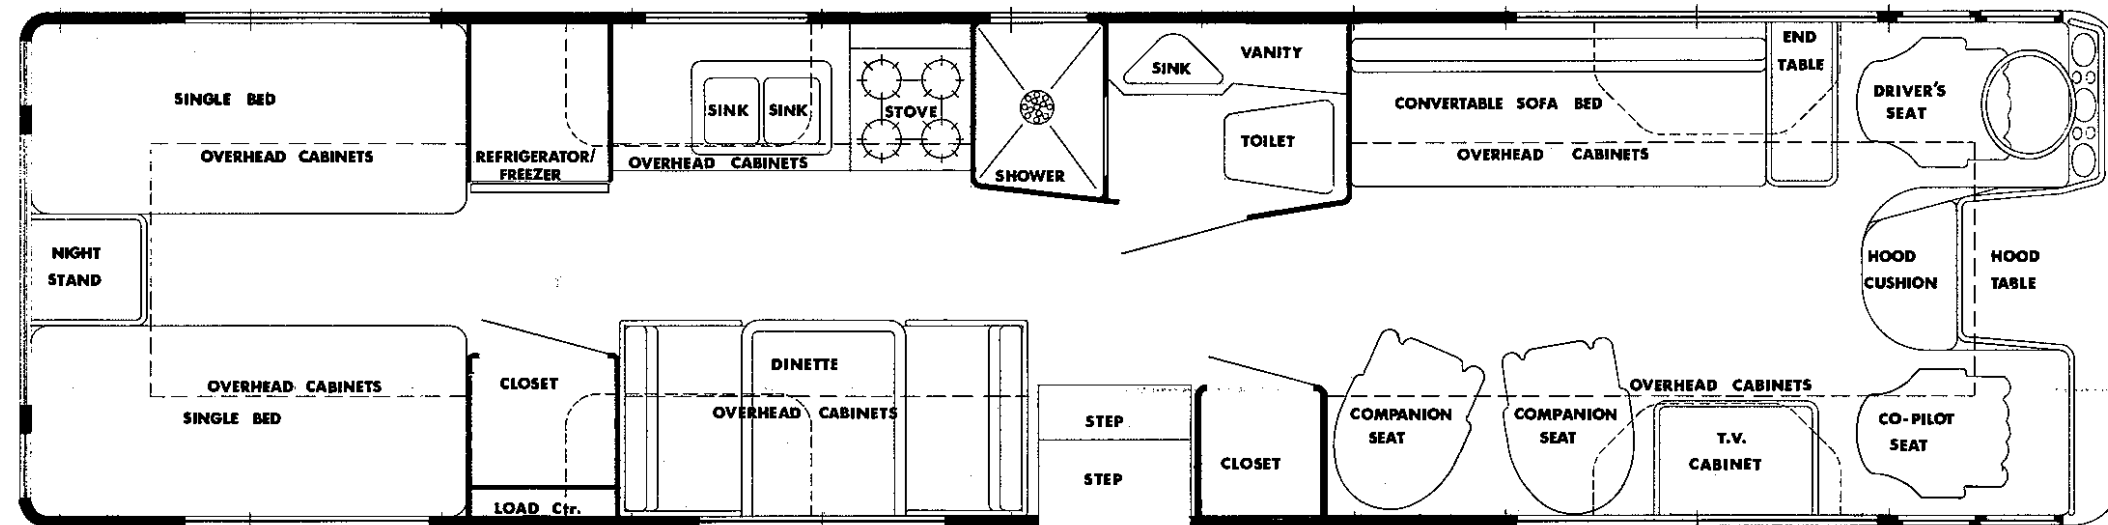 SINGLE BED
OVERHEAD CABINETS
REFRIGERATOR/
FREEZER
SINK
SINK
OVERHEAD CABINETS
STOVE
SHOWER
SINK
VANITY
TOILET
CONVERTABLE SOFA BED
OVERHEAD CABINETS
END
TABLE
DRIVER'S
SEAT
NIGHT
STAND
HOOD
CUSHION
HOOD
TABLE
OVERHEAD CABINETS
SINGLE BED
CLOSET
LOAD Ctr.
DINETTE
OVERHEAD CABINETS
STEP
STEP
CLOSET
COMPANION
SEAT
COMPANION
SEAT
OVERHEAD CABINETS
T.V.
CABINET
CO-PILOT
SEAT